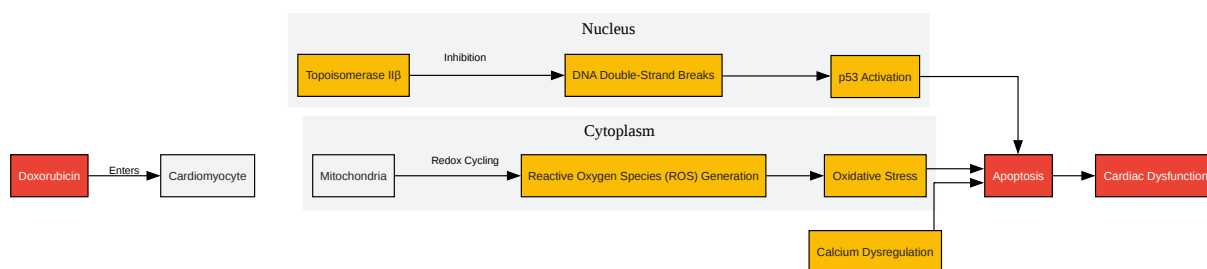 Nucleus
Topoisomerase IIβ
Inhibition
DNA Double-Strand Breaks
p53 Activation
Cytoplasm
Doxorubicin
Enters
Cardiomyocyte
Mitochondria
Redox Cycling
Reactive Oxygen Species (ROS) Generation
Oxidative Stress
Apoptosis
Cardiac Dysfunction
Calcium Dysregulation